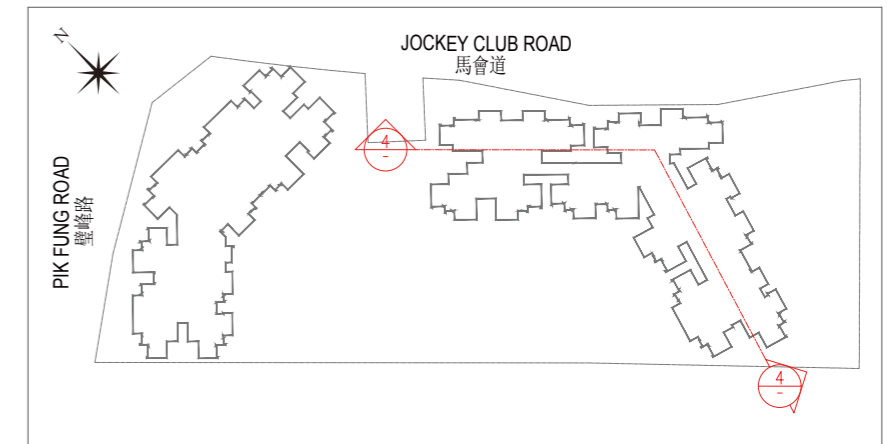 N
JOCKEY CLUB ROAD
馬會道
PIK FUNG ROAD
璧峰路
4
-
4
-